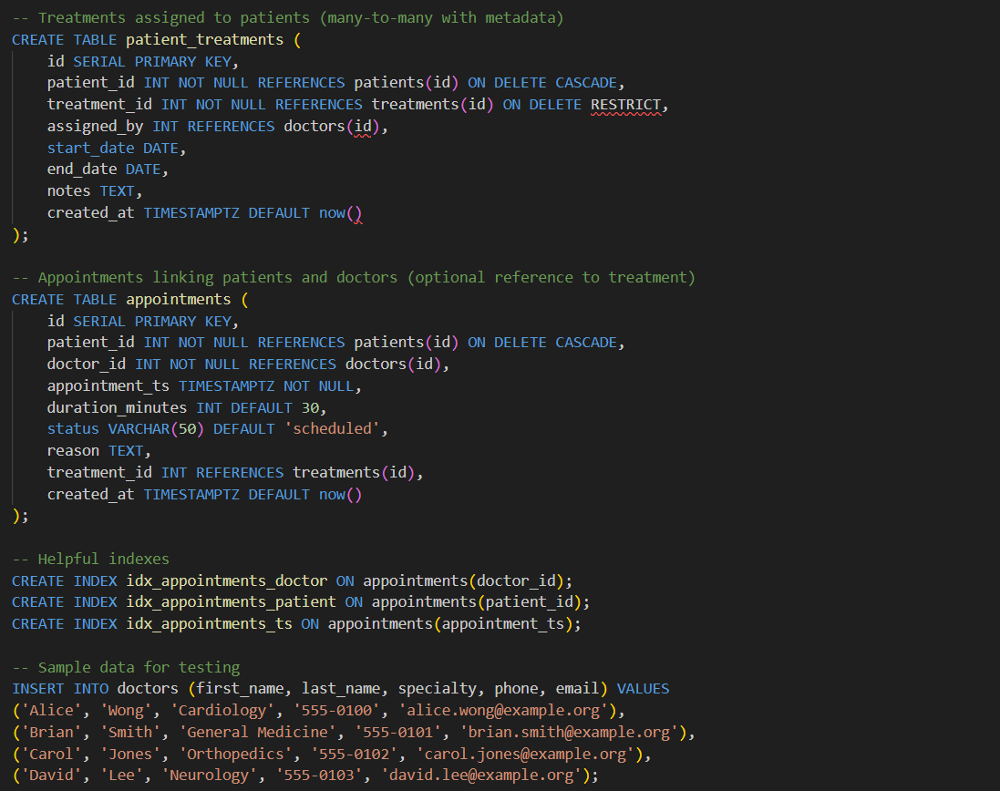 -- Treatments assigned to patients (many-to-many with metadata)
CREATE TABLE patient_treatments (
    id SERIAL PRIMARY KEY,
    patient_id INT NOT NULL REFERENCES patients(id) ON DELETE CASCADE,
    treatment_id INT NOT NULL REFERENCES treatments(id) ON DELETE RESTRICT,
    assigned_by INT REFERENCES doctors(id),
    start_date DATE,
    end_date DATE,
    notes TEXT,
    created_at TIMESTAMPTZ DEFAULT now()
);

-- Appointments linking patients and doctors (optional reference to treatment)
CREATE TABLE appointments (
    id SERIAL PRIMARY KEY,
    patient_id INT NOT NULL REFERENCES patients(id) ON DELETE CASCADE,
    doctor_id INT NOT NULL REFERENCES doctors(id),
    appointment_ts TIMESTAMPTZ NOT NULL,
    duration_minutes INT DEFAULT 30,
    status VARCHAR(50) DEFAULT 'scheduled',
    reason TEXT,
    treatment_id INT REFERENCES treatments(id),
    created_at TIMESTAMPTZ DEFAULT now()
);

-- Helpful indexes
CREATE INDEX idx_appointments_doctor ON appointments(doctor_id);
CREATE INDEX idx_appointments_patient ON appointments(patient_id);
CREATE INDEX idx_appointments_ts ON appointments(appointment_ts);

-- Sample data for testing
INSERT INTO doctors (first_name, last_name, specialty, phone, email) VALUES
('Alice', 'Wong', 'Cardiology', '555-0100', 'alice.wong@example.org'),
('Brian', 'Smith', 'General Medicine', '555-0101', 'brian.smith@example.org'),
('Carol', 'Jones', 'Orthopedics', '555-0102', 'carol.jones@example.org'),
('David', 'Lee', 'Neurology', '555-0103', 'david.lee@example.org');